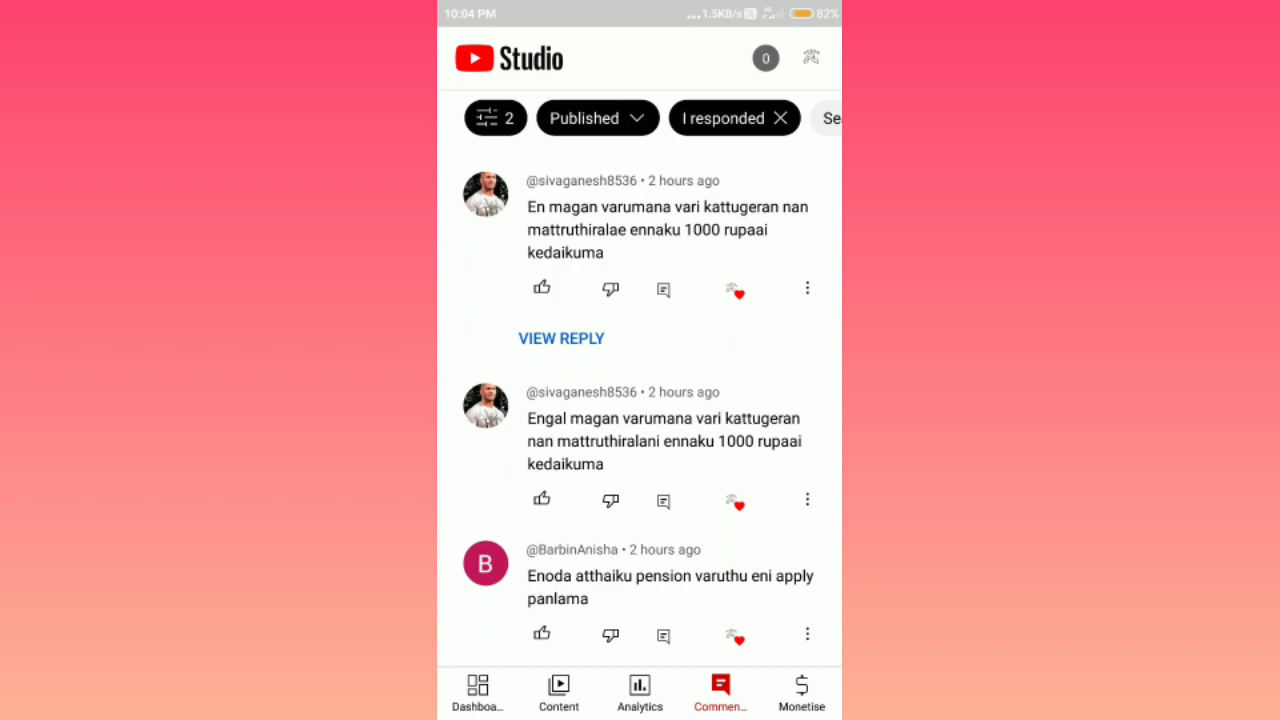 10:04 PM
...1.5KB/s
82%
Studio
0
2
Published
I responded
Se
@sivaganesh8536 • 2 hours ago
En magan varumana vari kattugeran nan
mattruthiralae ennaku 1000 rupaai
kedaikuma
VIEW REPLY
@sivaganesh8536 • 2 hours ago
Engal magan varumana vari kattugeran
nan mattruthiralani ennaku 1000 rupaai
kedaikuma
B
@BarbinAnisha • 2 hours ago
Enoda atthaiku pension varuthu eni apply
panlama
Dashboa...
Content
Analytics
Commen...
Monetise